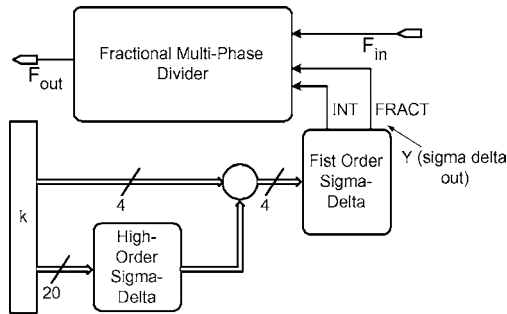 Fractional Multi-Phase
Divider
F in
F out
INT
FRACT
Y (sigma delta
out)
Fist Order
Sigma-
Delta
k
4
4
High-
Order
Sigma-
Delta
20